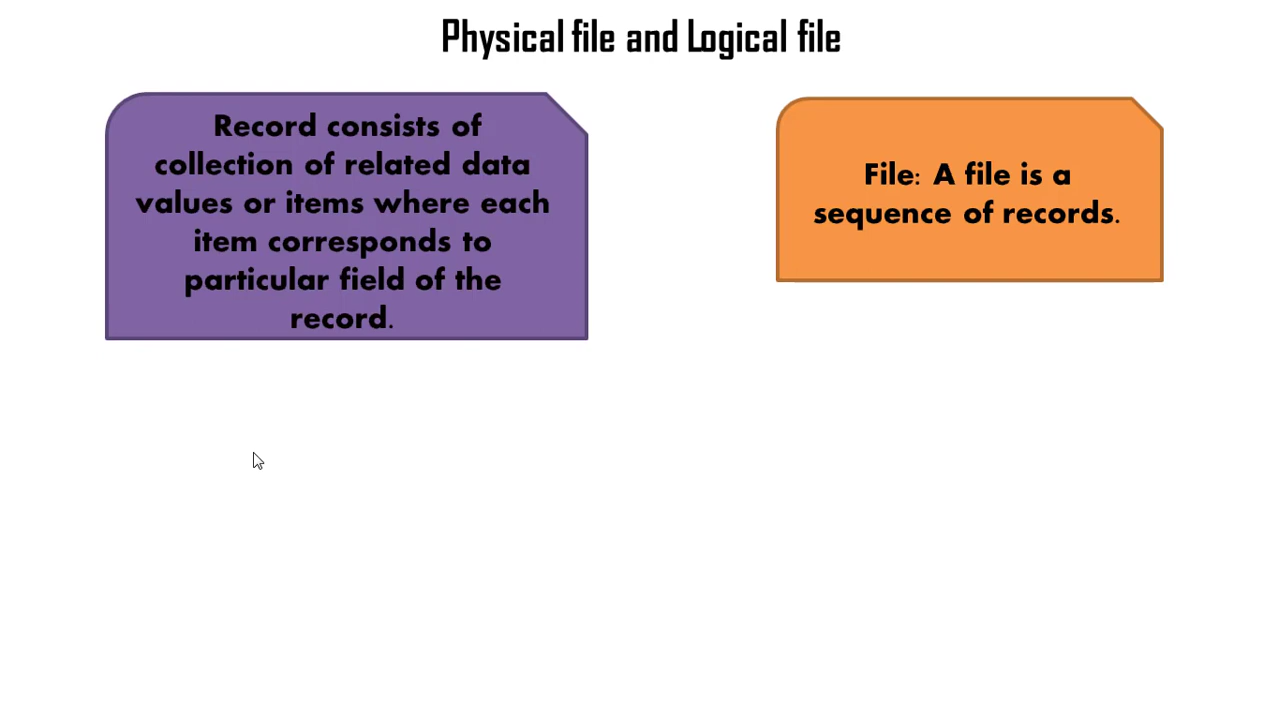 Physical file and Logical file
Record consists of
collection of related data
values or items where each
item corresponds to
particular field of the
record.
File: A file is a
sequence of records.